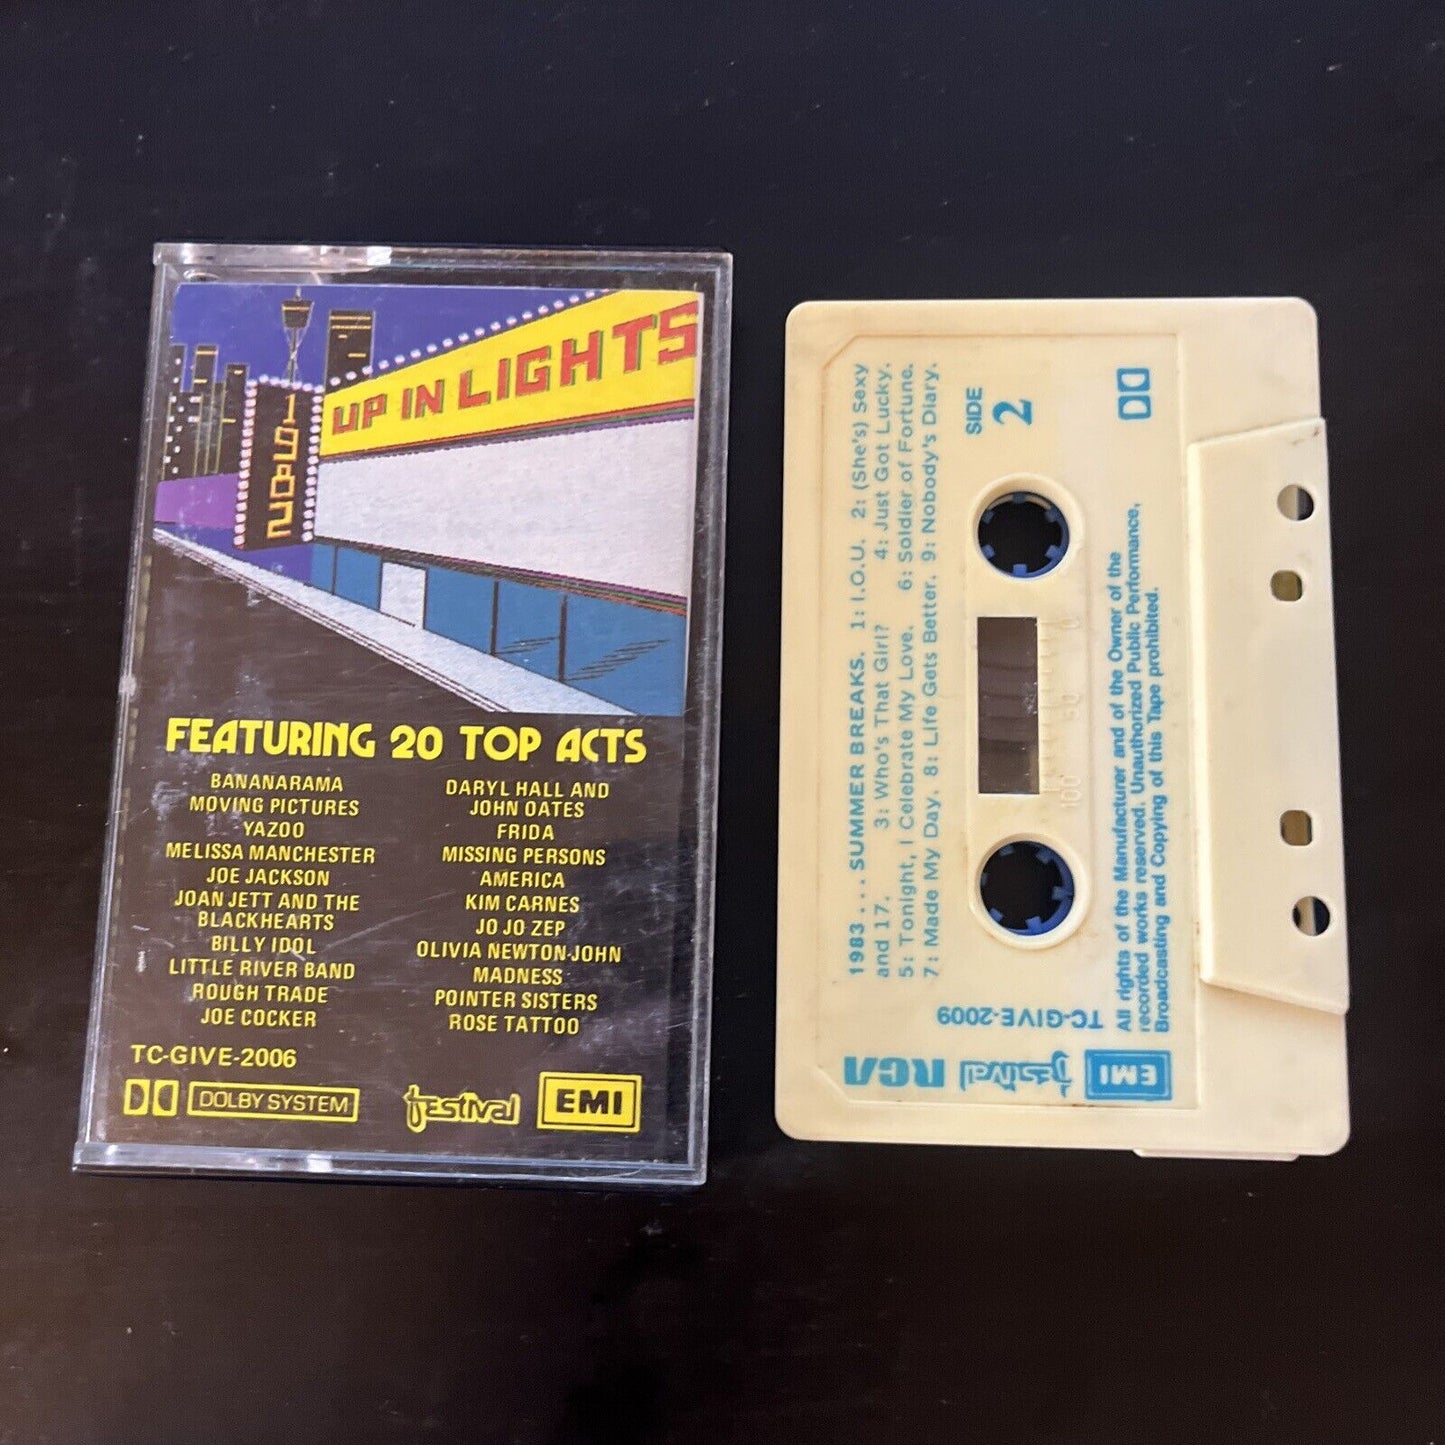 1982
UP IN LIGHTS
FEATURING 20 TOP ACTS
BANANARAMA
MOVING PICTURES
YAZOO
MELISSA MANCHESTER
JOE JACKSON
JOAN JETT AND THE
BLACKHEARTS
BILLY IDOL
LITTLE RIVER BAND
ROUGH TRADE
JOE COCKER
DARYL HALL AND
JOHN OATES
FRIDA
MISSING PERSONS
AMERICA
KIM CARNES
JO JO ZEP
OLIVIA NEWTON-JOHN
MADNESS
POINTER SISTERS
ROSE TATTOO
TC-GIVE-2006
DOLBY SYSTEM
festival
EMI
1983 . . . SUMMER BREAKS. 1: I.O.U. 2: (She's) Sexy
and 17. 3: Who's That Girl? 4: Just Got Lucky.
5: Tonight, I Celebrate My Love. 6: Soldier of Fortune.
7: Made My Day. 8: Life Gets Better. 9: Nobody's Diary.
SIDE
2
100 50 0
All rights of the Manufacturer and of the Owner of the
recorded works reserved. Unauthorized Public Performance,
Broadcasting and Copying of this Tape prohibited.
TC-GIVE-2009
RCA
festival
EMI